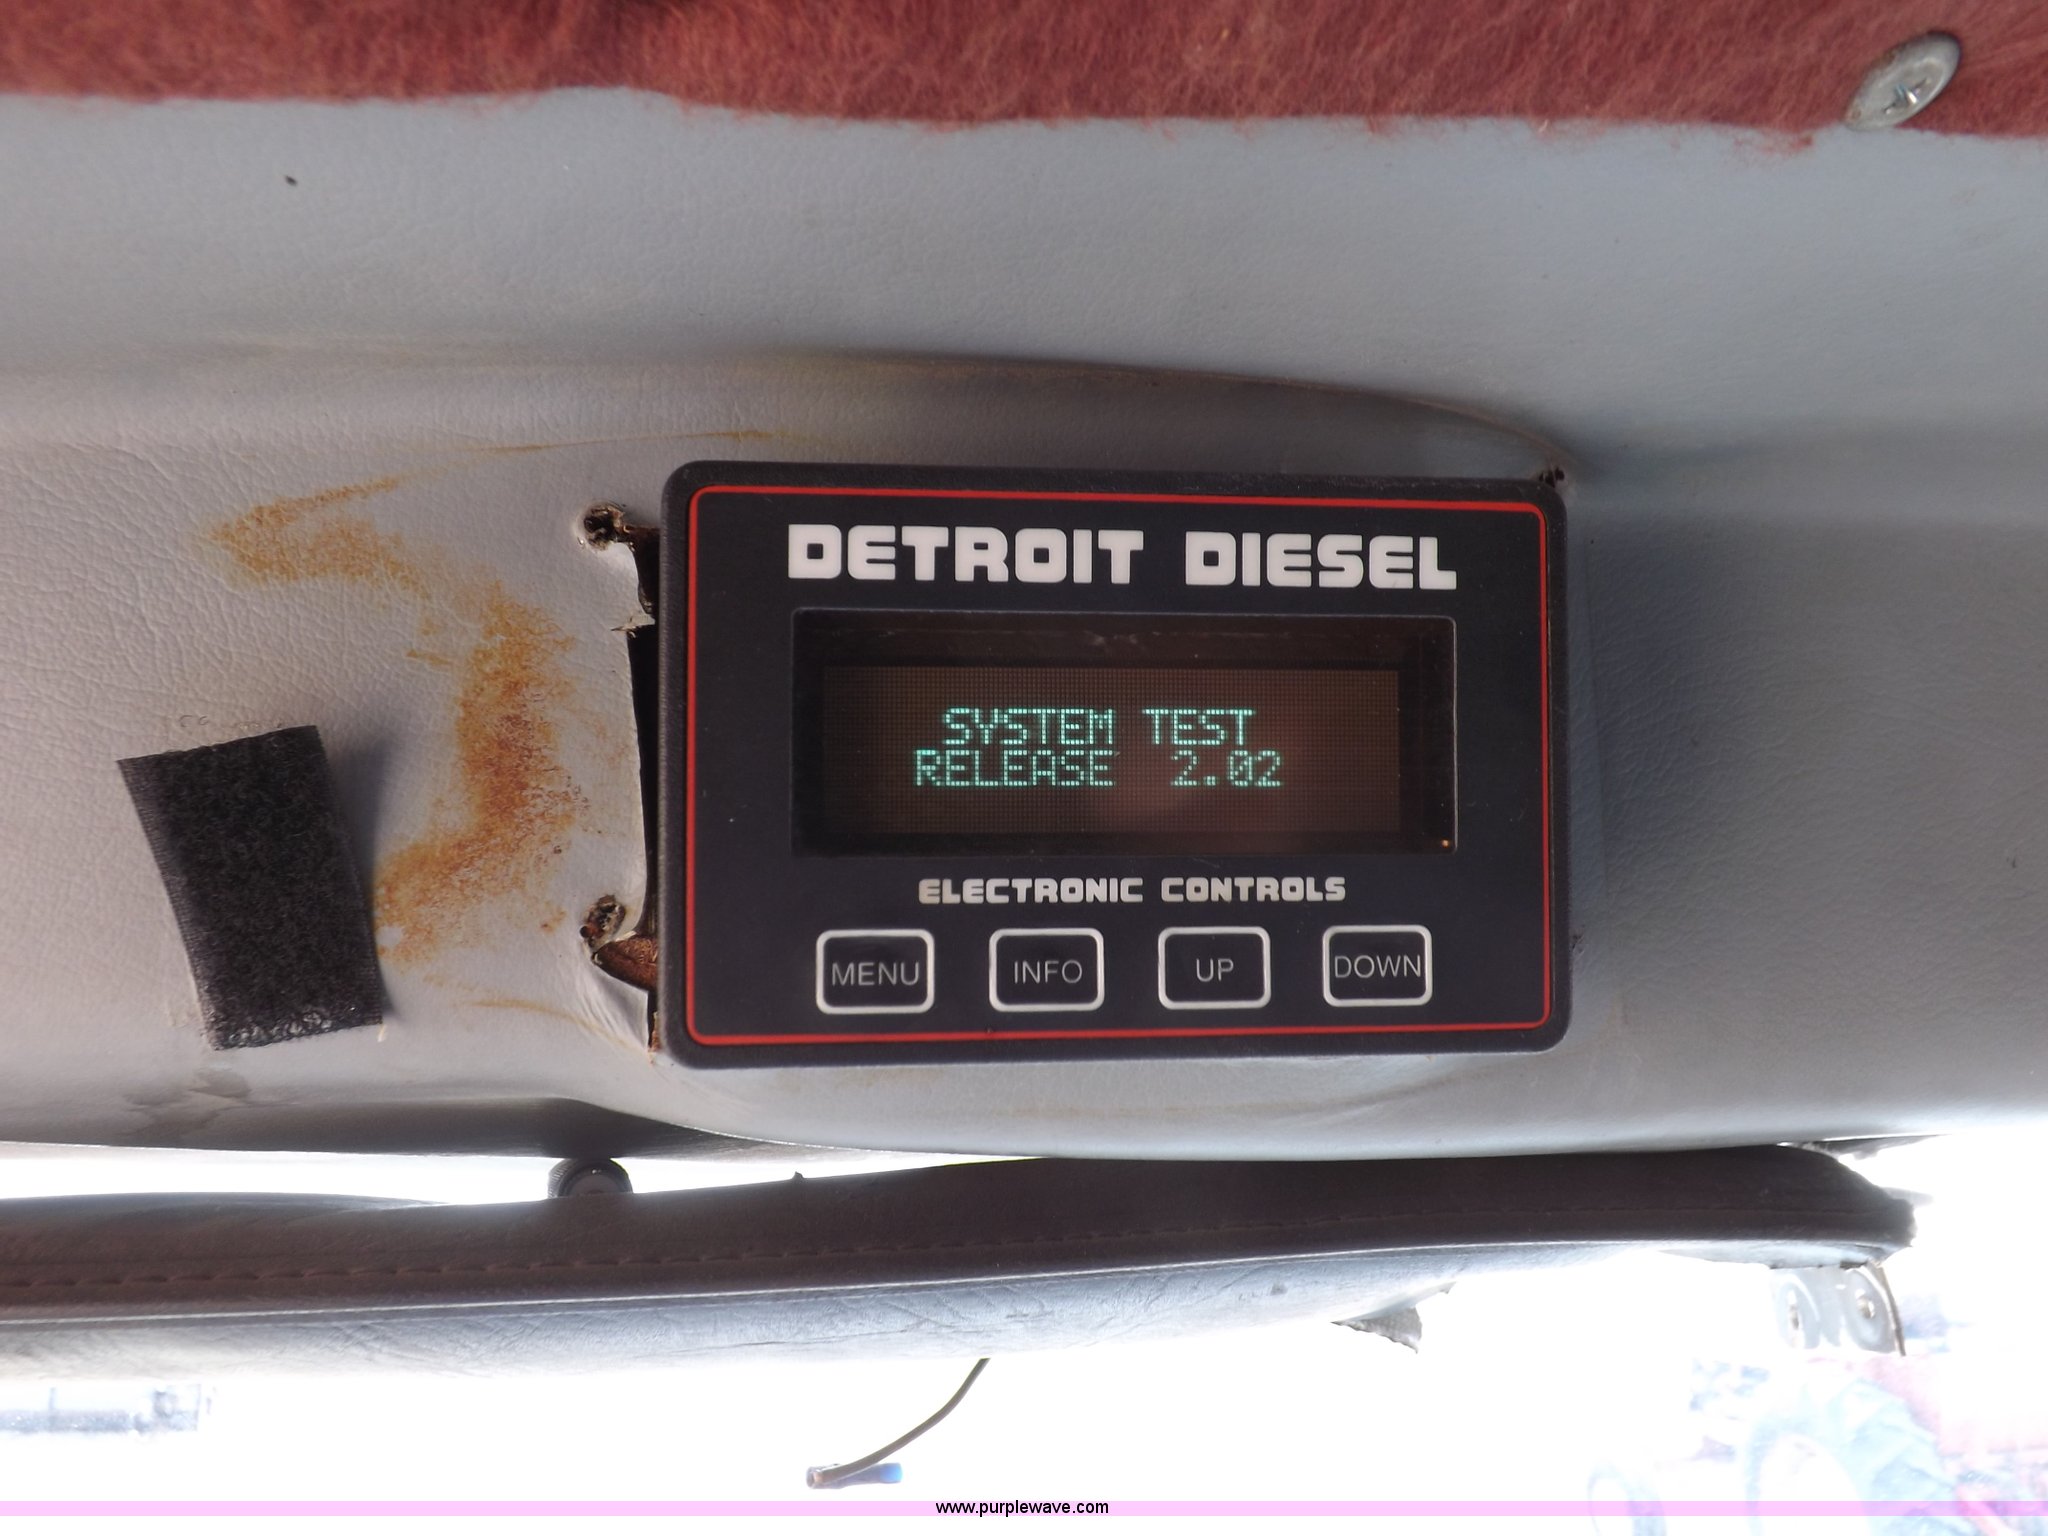 DETROIT DIESEL
SYSTEM TEST
RELEASE 2.02
ELECTRONIC CONTROLS
MENU INFO UP DOWN
www.purplewave.com